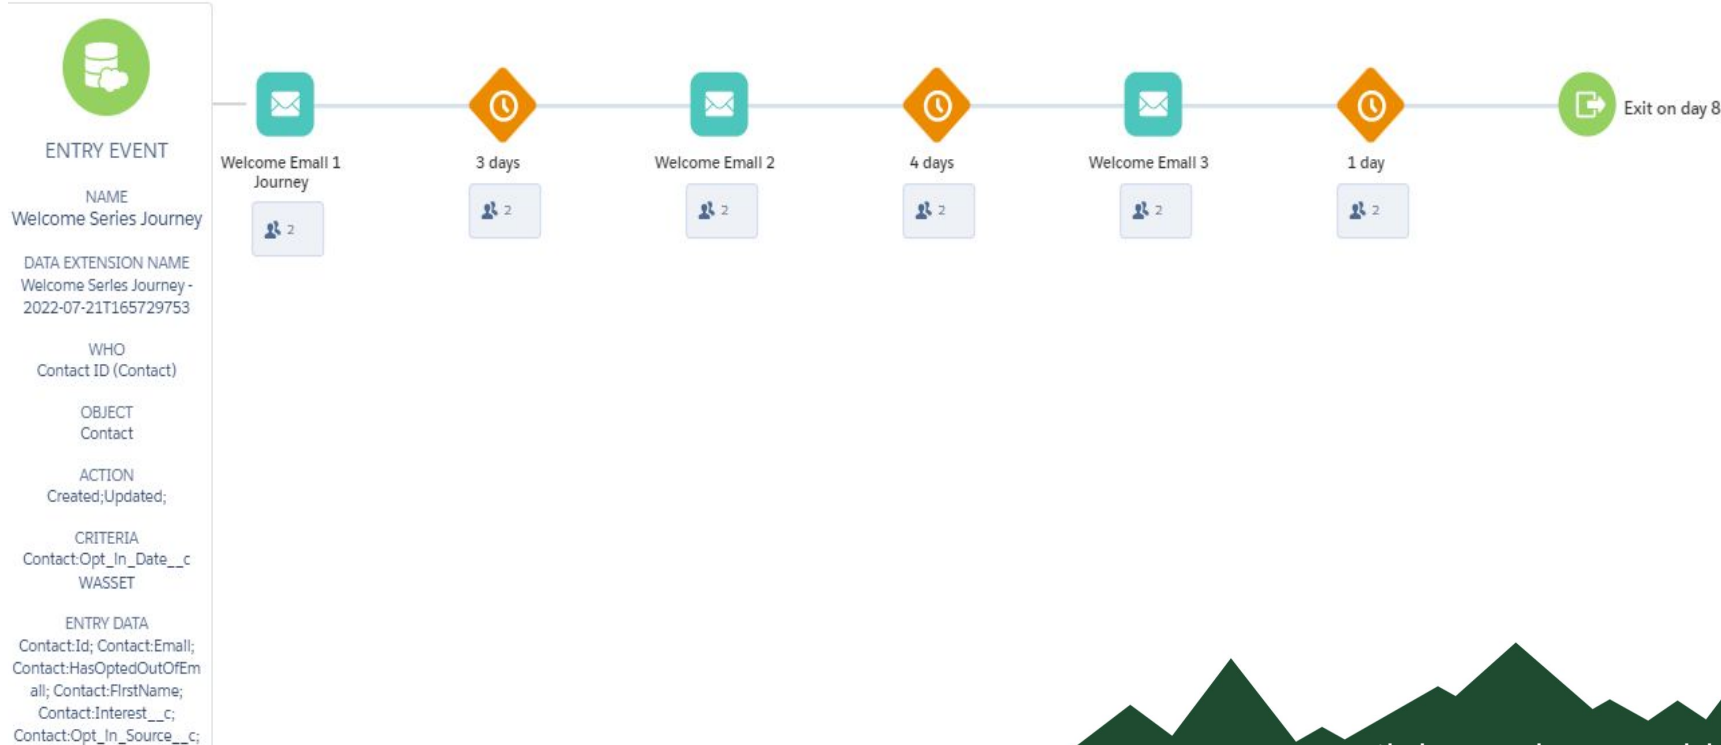 ENTRY EVENT
NAME
Welcome Series Journey
DATA EXTENSION NAME
Welcome Series Journey -
2022-07-21T165729753
WHO
Contact ID (Contact)
OBJECT
Contact
ACTION
Created;Updated;
CRITERIA
Contact:Opt_In_Date__c
WASSET
ENTRY DATA
Contact:Id; Contact:Email;
Contact:HasOptedOutOfEm
ail; Contact:FirstName;
Contact:Interest__c;
Contact:Opt_In_Source__c;
Welcome Email 1
Journey
2
3 days
2
Welcome Email 2
2
4 days
2
Welcome Email 3
2
1 day
2
Exit on day 8